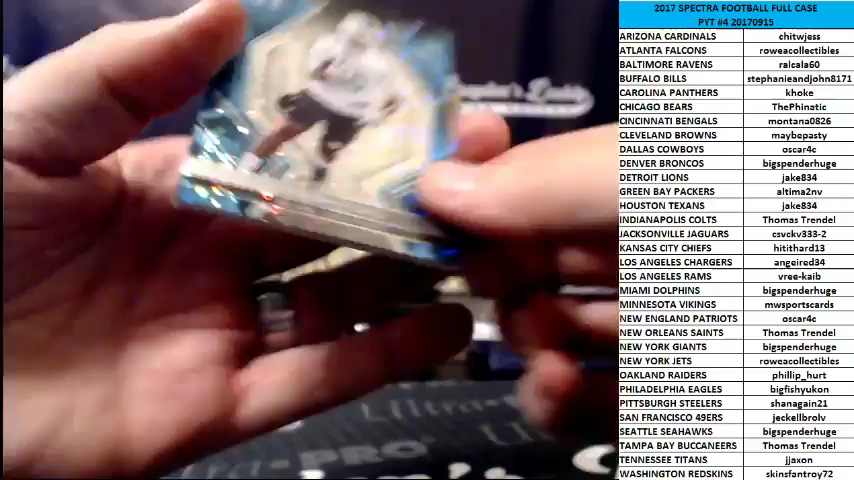 2017 SPECTRA FOOTBALL FULL CASE
PYT #4 20170915
ARIZONA CARDINALS chitwjess
ATLANTA FALCONS roweacollectibles
BALTIMORE RAVENS ralcala60
BUFFALO BILLS stephanieandjohn8171
CAROLINA PANTHERS khoke
CHICAGO BEARS ThePhinatic
CINCINNATI BENGALS montana0826
CLEVELAND BROWNS maybepasty
DALLAS COWBOYS oscar4c
DENVER BRONCOS bigspenderhuge
DETROIT LIONS jake834
GREEN BAY PACKERS altima2nv
HOUSTON TEXANS jake834
INDIANAPOLIS COLTS Thomas Trendel
JACKSONVILLE JAGUARS csvckv333-2
KANSAS CITY CHIEFS hitithard13
LOS ANGELES CHARGERS angeired34
LOS ANGELES RAMS vree-kaib
MIAMI DOLPHINS bigspenderhuge
MINNESOTA VIKINGS mwsportscards
NEW ENGLAND PATRIOTS oscar4c
NEW ORLEANS SAINTS Thomas Trendel
NEW YORK GIANTS bigspenderhuge
NEW YORK JETS roweacollectibles
OAKLAND RAIDERS phillip_hurt
PHILADELPHIA EAGLES bigfishyukon
PITTSBURGH STEELERS shanagain21
SAN FRANCISCO 49ERS jeckellbrolv
SEATTLE SEAHAWKS bigspenderhuge
TAMPA BAY BUCCANEERS Thomas Trendel
TENNESSEE TITANS jjaxon
WASHINGTON REDSKINS skinsfantroy72
Ultra
PRO